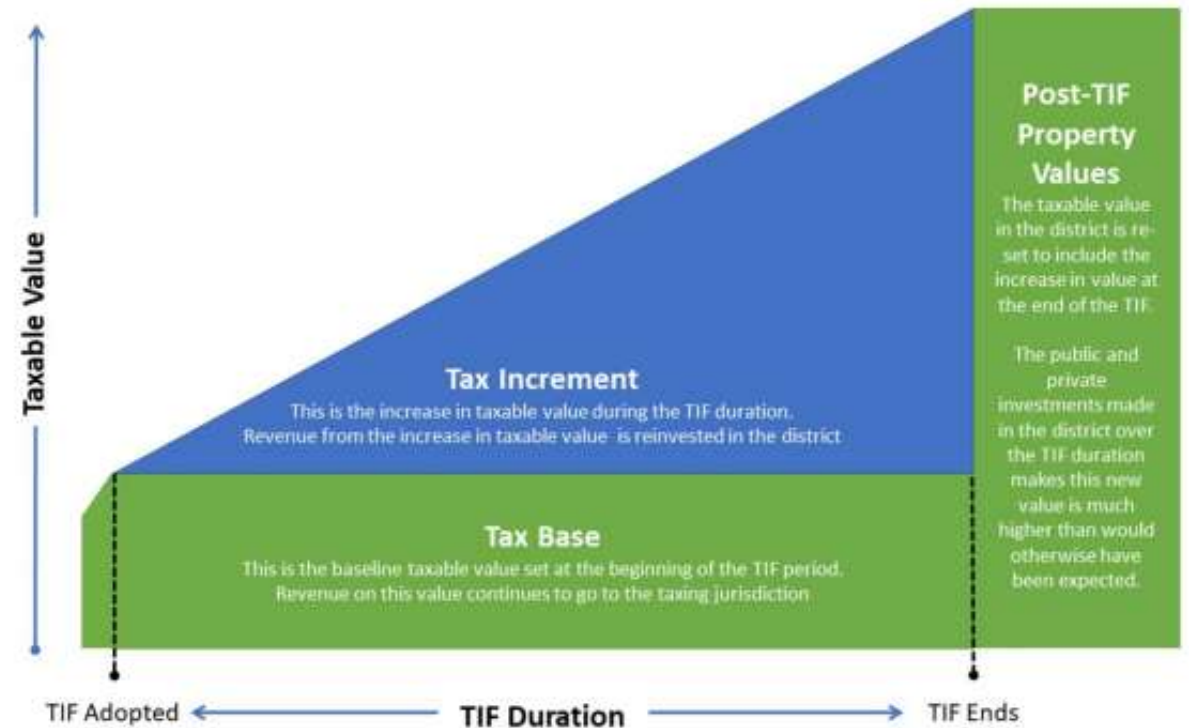 Taxable Value
Post-TIF
Property
Values
The taxable value
in the district is re-
set to include the
increase in value at
the end of the TIF.
The public and
private
investments made
in the district over
the TIF duration
makes this new
value is much
higher than would
otherwise have
been expected.
Tax Increment
This is the increase in taxable value during the TIF duration.
Revenue from the increase in taxable value is reinvested in the district
Tax Base
This is the baseline taxable value set at the beginning of the TIF period.
Revenue on this value continues to go to the taxing jurisdiction
TIF Adopted
TIF Duration
TIF Ends